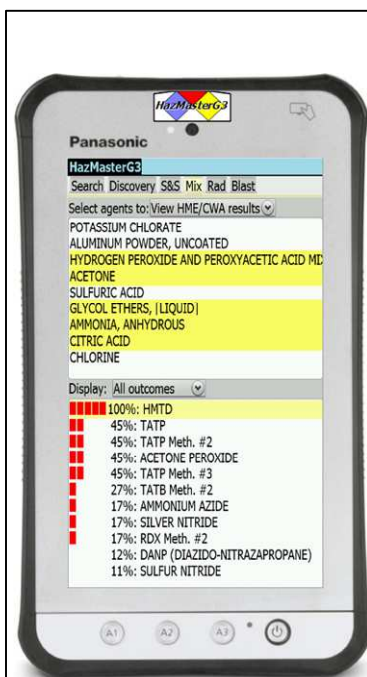 HazMasterG3
Panasonic
HazMasterG3
Search Discovery S&S Mix Rad Blast
Select agents to: View HME/CWA results
POTASSIUM CHLORATE
ALUMINUM POWDER, UNCOATED
HYDROGEN PEROXIDE AND PEROXYACETIC ACID MIX
ACETONE
SULFURIC ACID
GLYCOL ETHERS, |LIQUID|
AMMONIA, ANHYDROUS
CITRIC ACID
CHLORINE
Display: All outcomes
100%: HMTD
45%: TATP
45%: TATP Meth. #2
45%: ACETONE PEROXIDE
45%: TATP Meth. #3
27%: TATB Meth. #2
17%: AMMONIUM AZIDE
17%: SILVER NITRIDE
17%: RDX Meth. #2
12%: DANP (DIAZIDO-NITRAZAPROPANE)
11%: SULFUR NITRIDE
A1 A2 A3